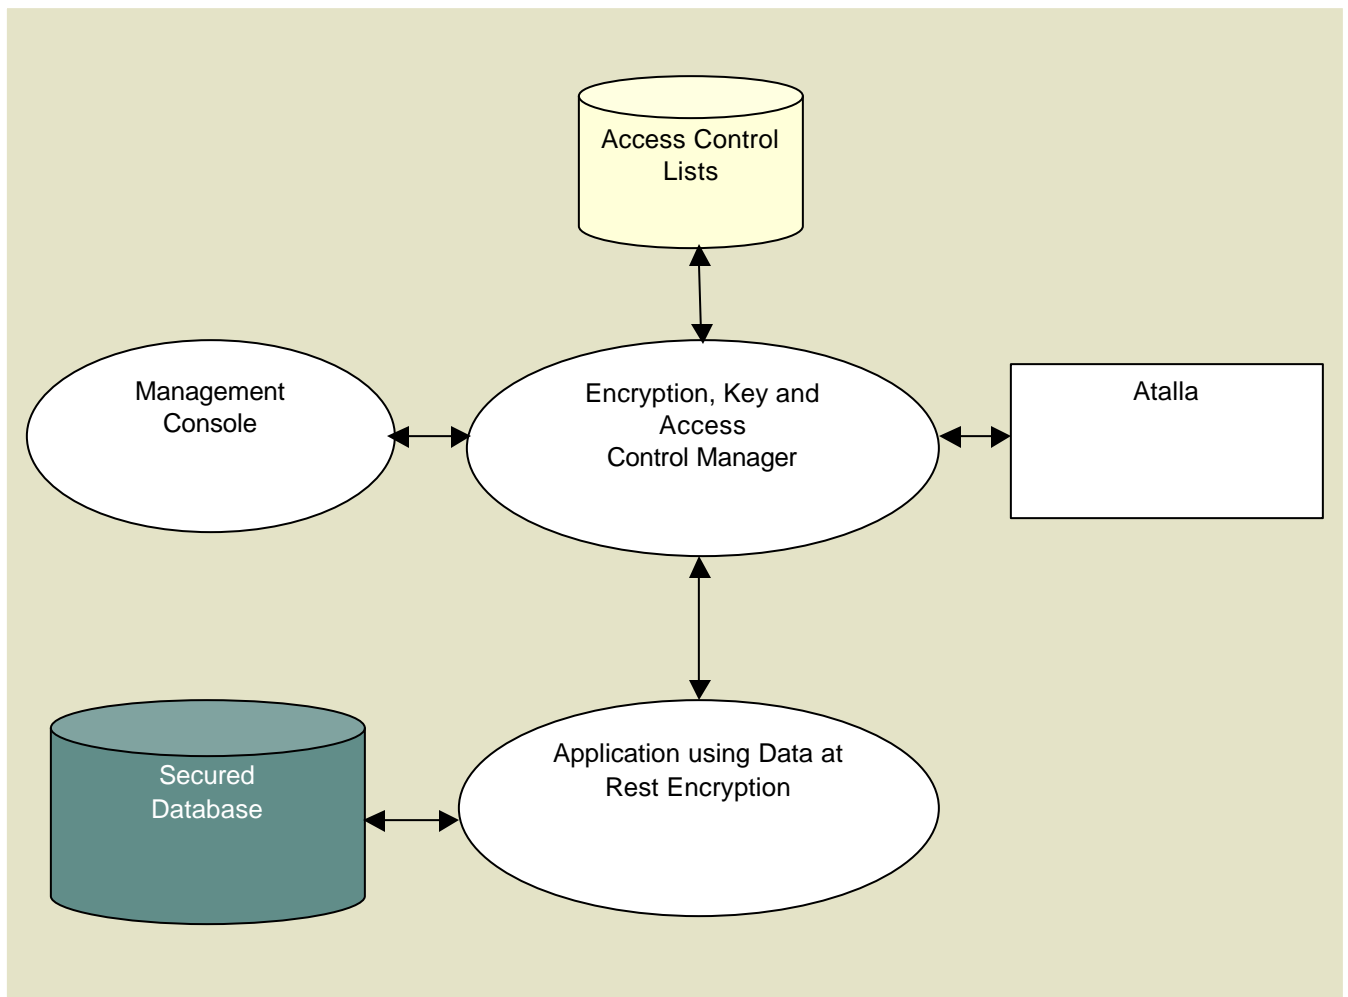 Access Control
Lists
Management
Console
Encryption, Key and
Access
Control Manager
Atalla
Secured
Database
Application using Data at
Rest Encryption